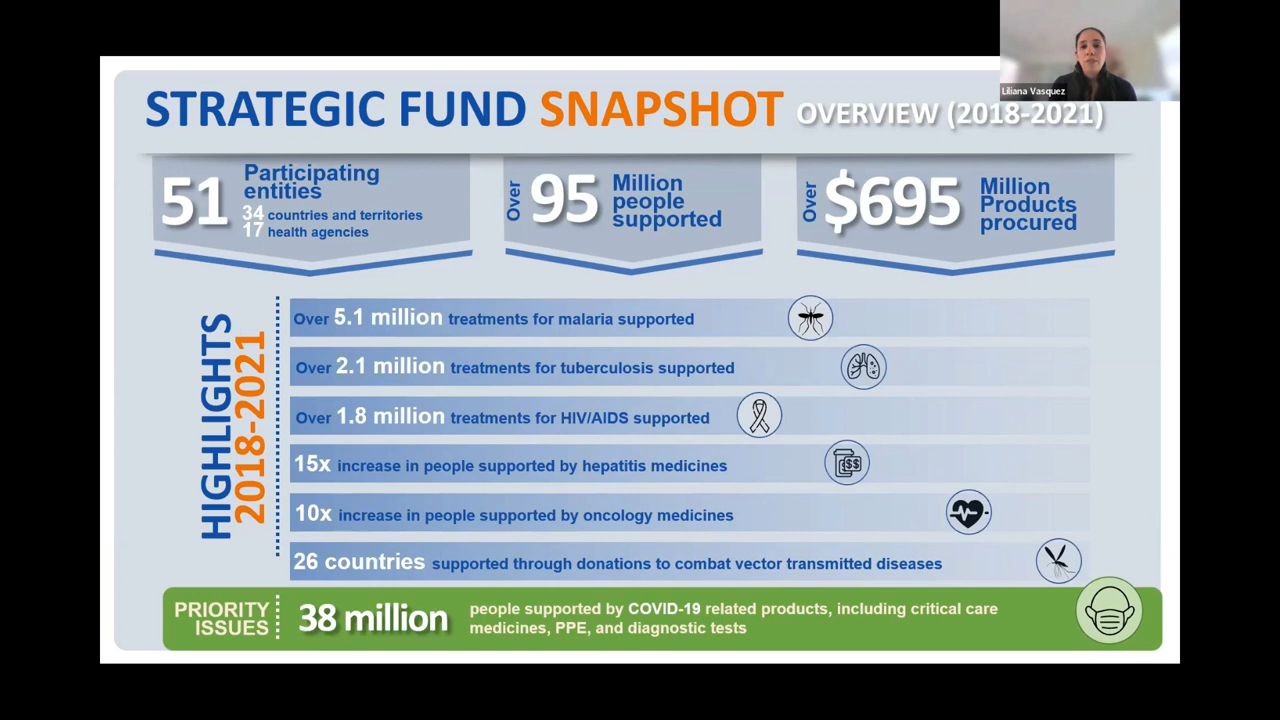 Liliana Vasquez
STRATEGIC FUND SNAPSHOT OVERVIEW (2018-2021)
51 Participating
entities
34 countries and territories
17 health agencies
Over 95 Million
people
supported
Over $695 Million
Products
procured
HIGHLIGHTS
2018-2021
Over 5.1 million treatments for malaria supported
Over 2.1 million treatments for tuberculosis supported
Over 1.8 million treatments for HIV/AIDS supported
15x increase in people supported by hepatitis medicines
$$
10x increase in people supported by oncology medicines
26 countries supported through donations to combat vector transmitted diseases
PRIORITY
ISSUES
38 million people supported by COVID-19 related products, including critical care
medicines, PPE, and diagnostic tests